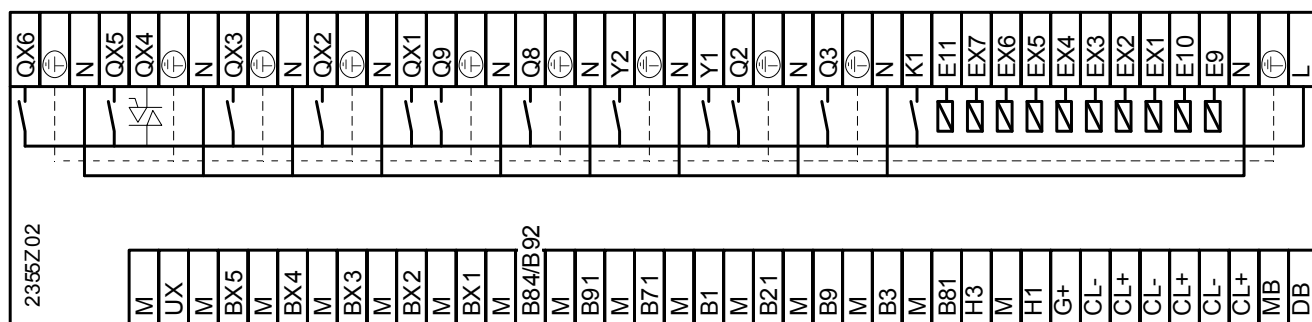 QX6 N QX5 QX4 N QX3 N QX2 N QX1 Q9 N Q8 N Y2 N Y1 Q2 N Q3 N K1 E11 EX7 EX6 EX5 EX4 EX3 EX2 EX1 E10 E9 N L
2355Z02
M UX M BX5 M BX4 M BX3 M BX2 M BX1 M B84/B92 M B91 M B71 M B1 M B21 M B9 M B3 M B81 H3 M H1 G+ CL- CL+ CL- CL+ CL- CL+ MB DB